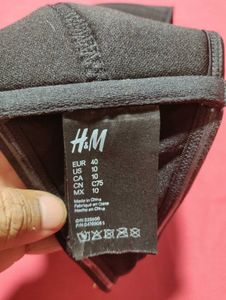 H&M
EUR 40
US 10
CA 10
CN C75
MX 10
Made in China
Fabriqué en Chine
Hecho en China